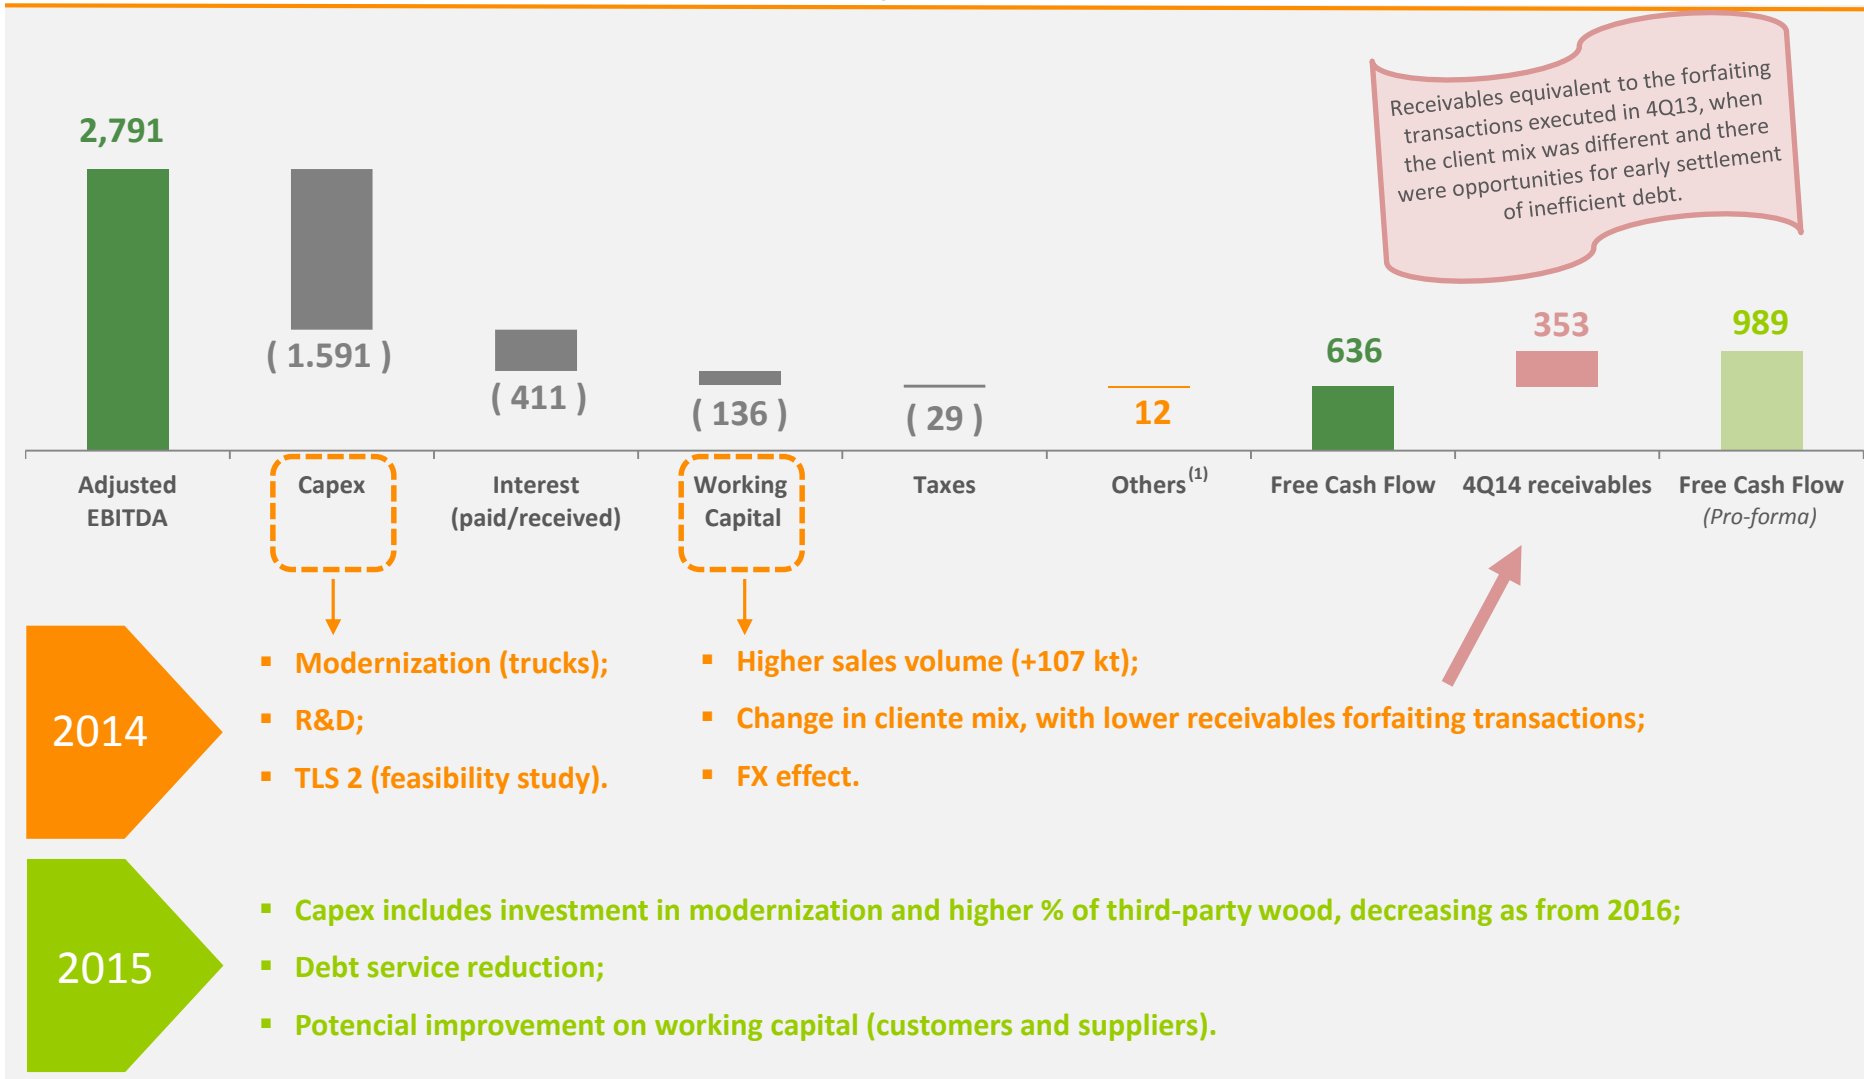 Receivables equivalent to the forfaiting
transactions executed in 4Q13, when
the client mix was different and there
were opportunities for early settlement
of inefficient debt.
2,791
( 1.591 )
( 411 )
( 136 )
( 29 )
12
636
353
989
Adjusted
EBITDA
Capex
Interest
(paid/received)
Working
Capital
Taxes
Others(1)
Free Cash Flow
4Q14 receivables
Free Cash Flow
(Pro-forma)
2014
▪ Modernization (trucks);
▪ R&D;
▪ TLS 2 (feasibility study).
▪ Higher sales volume (+107 kt);
▪ Change in cliente mix, with lower receivables forfaiting transactions;
▪ FX effect.
2015
▪ Capex includes investment in modernization and higher % of third-party wood, decreasing as from 2016;
▪ Debt service reduction;
▪ Potencial improvement on working capital (customers and suppliers).